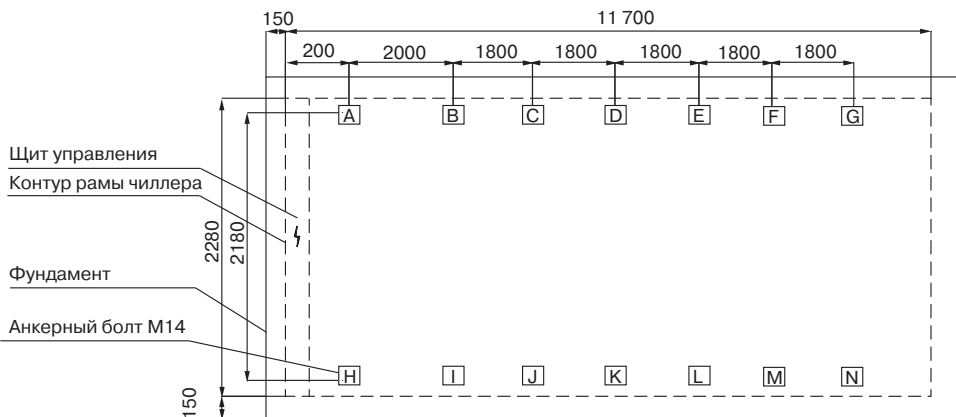 150
11 700
200
2000
1800
1800
1800
1800
1800
A
B
C
D
E
F
G
Щит управления
Контур рамы чиллера
2280
2180
Фундамент
Анкерный болт М14
H
I
J
K
L
M
N
150